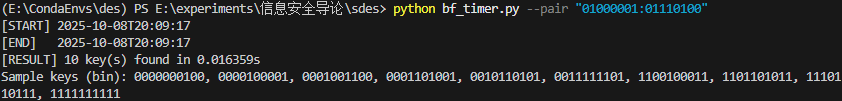 (E:\CondaEnvs\des) PS E:\experiments\信息安全导论\sdes> python bf_timer.py --pair "01000001:01110100"
[START] 2025-10-08T20:09:17
[END]   2025-10-08T20:09:17
[RESULT] 10 key(s) found in 0.016359s
Sample keys (bin): 0000000100, 0000100001, 0001001100, 0001101001, 0010110101, 0011111101, 1100100011, 1101101011, 11101
10111, 1111111111